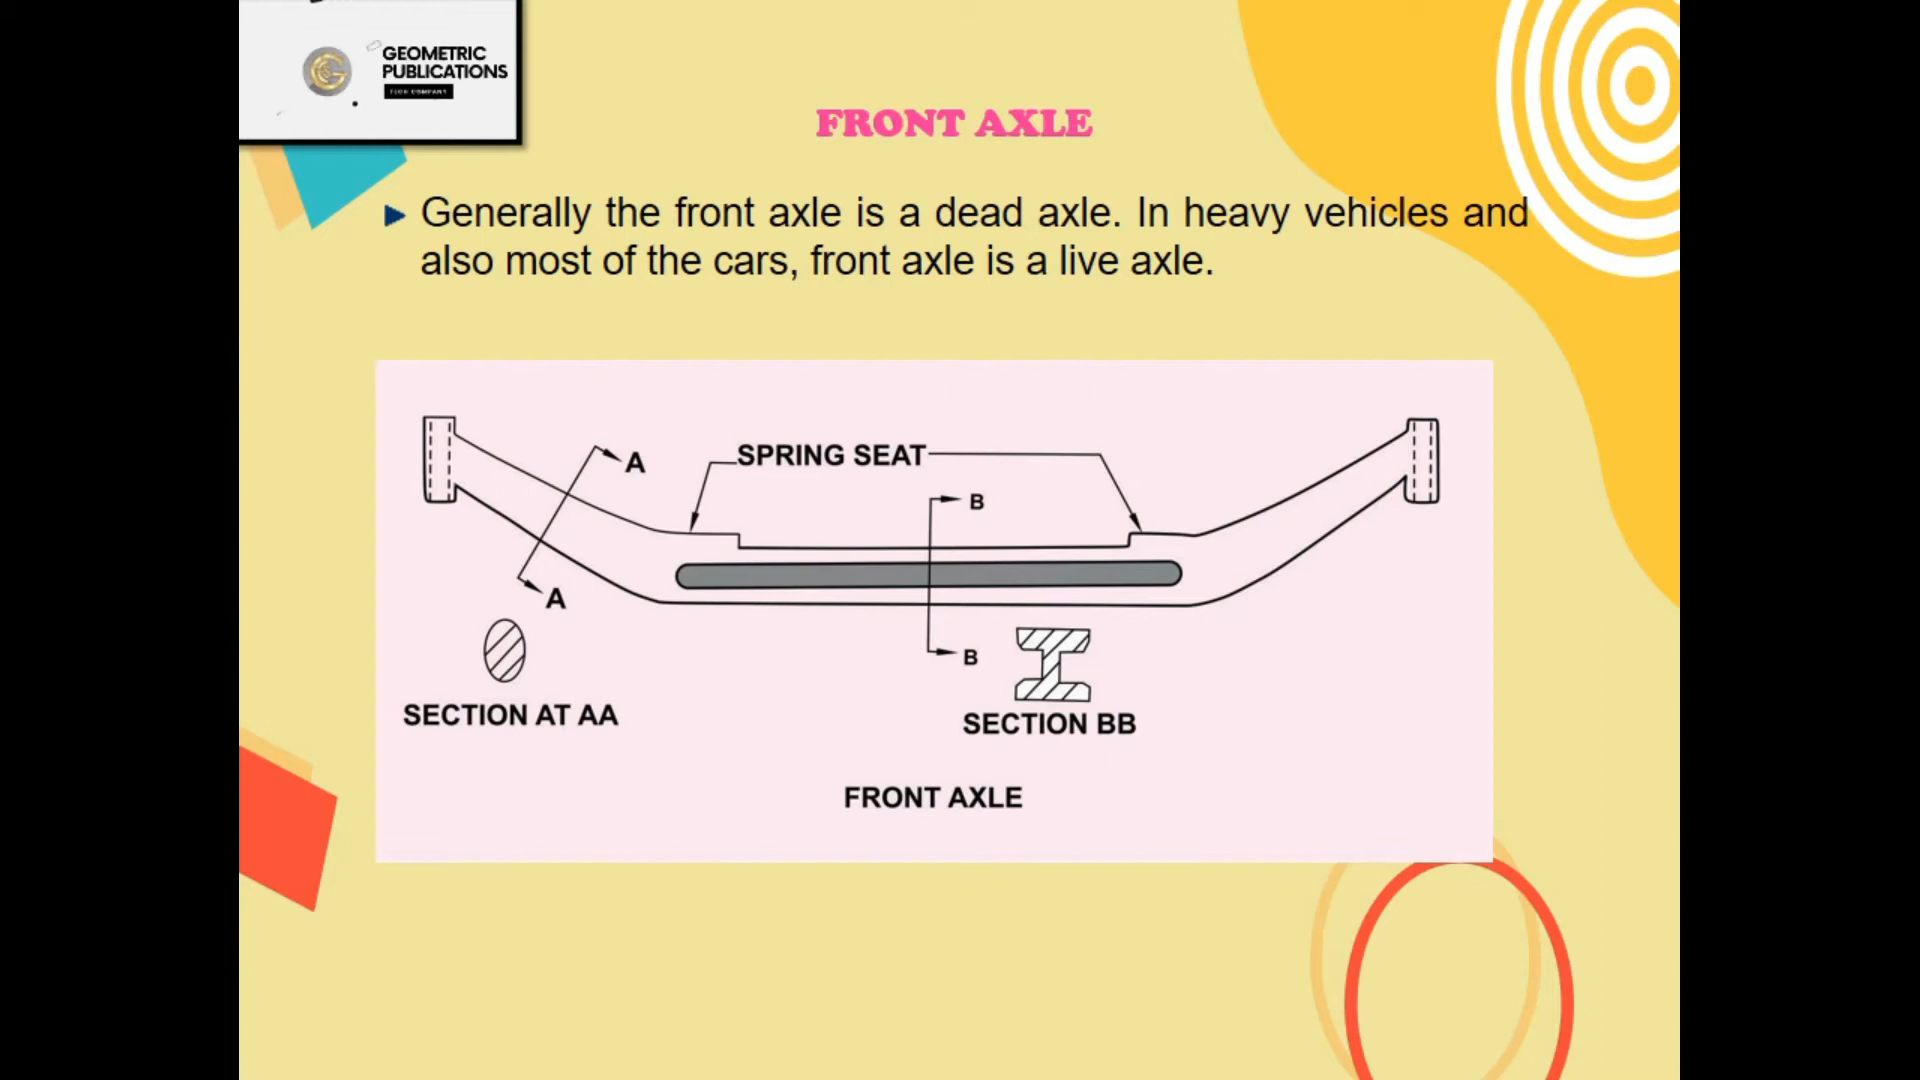 GEOMETRIC
PUBLICATIONS
FRONT AXLE
Generally the front axle is a dead axle. In heavy vehicles and
also most of the cars, front axle is a live axle.
SPRING SEAT
A
B
A
B
SECTION AT AA
SECTION BB
FRONT AXLE